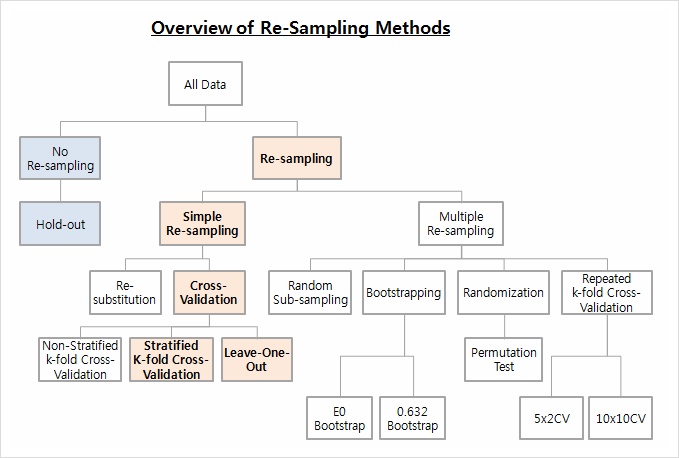 Overview of Re-Sampling Methods
All Data
No
Re-sampling
Re-sampling
Hold-out
Simple
Re-sampling
Multiple
Re-sampling
Re-
substitution
Cross-
Validation
Random
Sub-sampling
Bootstrapping
Randomization
Repeated
k-fold Cross-
Validation
Non-Stratified
k-fold Cross-
Validation
Stratified
K-fold Cross-
Validation
Leave-One-
Out
Permutation
Test
E0
Bootstrap
0.632
Bootstrap
5x2CV
10x10CV